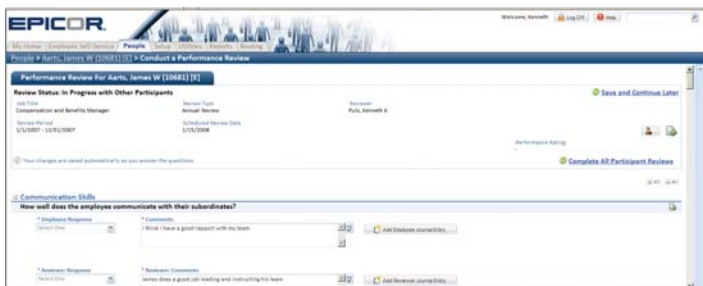 EPICOR
Welcome, Kenneth Log Off Help
My Home Employee Self-Service People Setup Utilities Reports Routing
People > Aarts, James W (10681) [E] > Conduct a Performance Review
Performance Review For Aarts, James W (10681) [E]
Review Status: In Progress with Other Participants
Save and Continue Later
Job Title Review Type Reviewer
Compensation and Benefits Manager Annual Review Puls, Kenneth K
Review Period Scheduled Review Date
1/1/2007 - 12/31/2007 1/15/2008
Performance Rating
-
Your changes are saved automatically as you answer the questions.
Complete All Participant Reviews
All All
Communication Skills
How well does the employee communicate with their subordinates?
* Employee Response * Comments
Select One I think I have a good rapport with my team. Add Employee Journal Entry
* Reviewer Response * Reviewer Comments
Select One James does a good job leading and instructing his team Add Reviewer Journal Entry